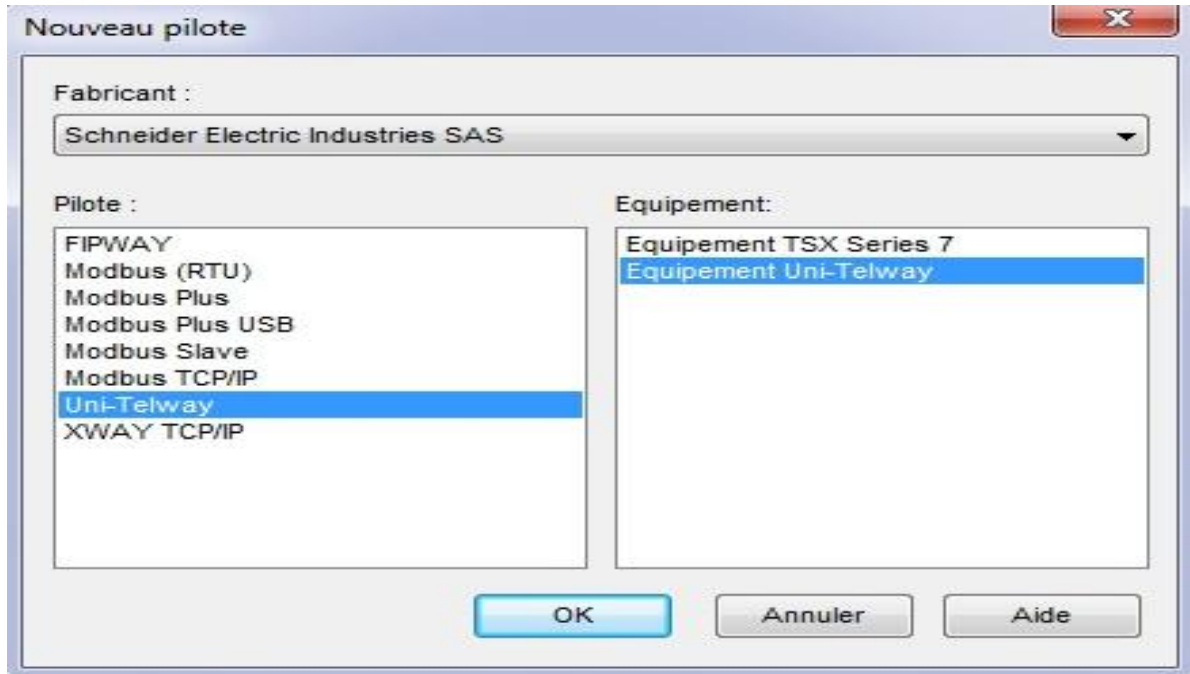 Nouveau pilote
Fabricant :
Schneider Electric Industries SAS
Pilote :
FIPWAY
Modbus (RTU)
Modbus Plus
Modbus Plus USB
Modbus Slave
Modbus TCP/IP
Uni-Telway
XWAY TCP/IP
Equipement:
Equipement TSX Series 7
Equipement Uni-Telway
OK
Annuler
Aide